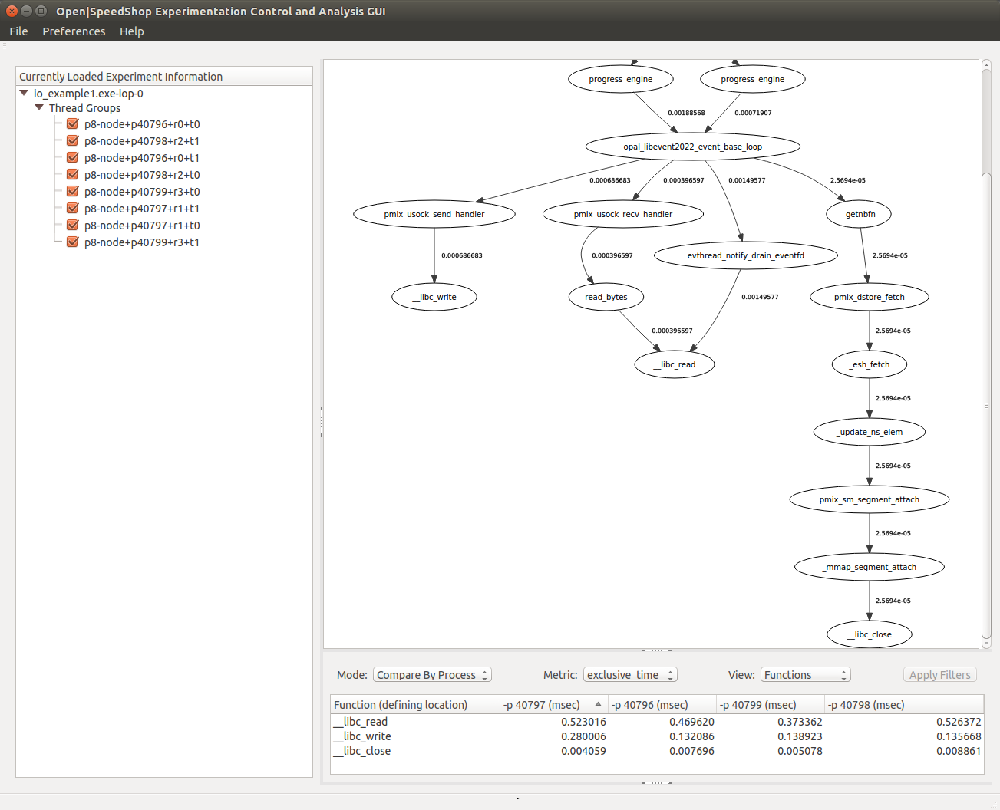 Open|SpeedShop Experimentation Control and Analysis GUI
File Preferences Help
Currently Loaded Experiment Information
io_example1.exe-iop-0
Thread Groups
p8-node+p40796+r0+t0
p8-node+p40798+r2+t1
p8-node+p40796+r0+t1
p8-node+p40798+r2+t0
p8-node+p40799+r3+t0
p8-node+p40797+r1+t1
p8-node+p40797+r1+t0
p8-node+p40799+r3+t1
progress_engine progress_engine
0.00188568 0.00071907
opal_libevent2022_event_base_loop
0.000686683 0.000396597 0.00149577 2.5694e-05
pmix_usock_send_handler pmix_usock_recv_handler _getnbfn
0.000686683 0.000396597 evthread_notify_drain_eventfd 2.5694e-05
__libc_write read_bytes 0.00149577 pmix_dstore_fetch
0.000396597 2.5694e-05
__libc_read _esh_fetch
2.5694e-05
_update_ns_elem
2.5694e-05
pmix_sm_segment_attach
2.5694e-05
_mmap_segment_attach
2.5694e-05
__libc_close
Mode: Compare By Process Metric: exclusive_time View: Functions Apply Filters
Function (defining location) -p 40797 (msec) -p 40796 (msec) -p 40799 (msec) -p 40798 (msec)
__libc_read 0.523016 0.469620 0.373362 0.526372
__libc_write 0.280006 0.132086 0.138923 0.135668
__libc_close 0.004059 0.007696 0.005078 0.008861